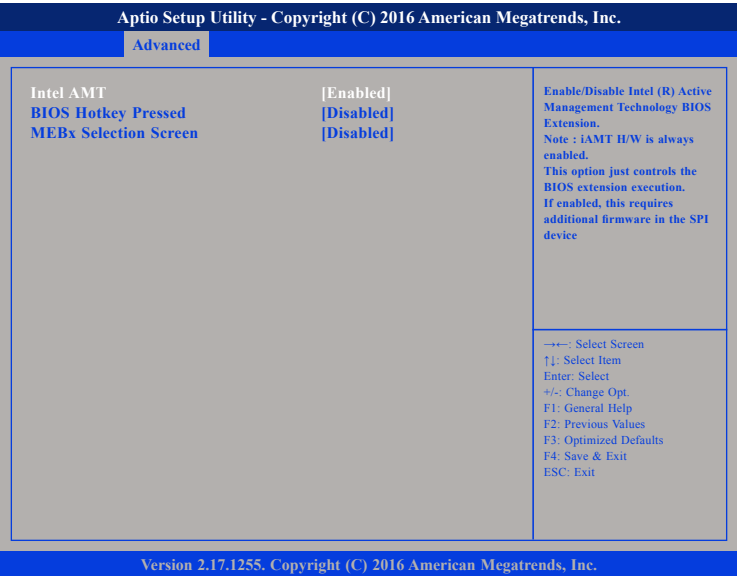 Aptio Setup Utility - Copyright (C) 2016 American Megatrends, Inc.
Advanced
Intel AMT [Enabled]
BIOS Hotkey Pressed [Disabled]
MEBx Selection Screen [Disabled]
Enable/Disable Intel (R) Active
Management Technology BIOS
Extension.
Note : iAMT H/W is always
enabled.
This option just controls the
BIOS extension execution.
If enabled, this requires
additional firmware in the SPI
device
→←: Select Screen
↑↓: Select Item
Enter: Select
+/-: Change Opt.
F1: General Help
F2: Previous Values
F3: Optimized Defaults
F4: Save & Exit
ESC: Exit
Version 2.17.1255. Copyright (C) 2016 American Megatrends, Inc.